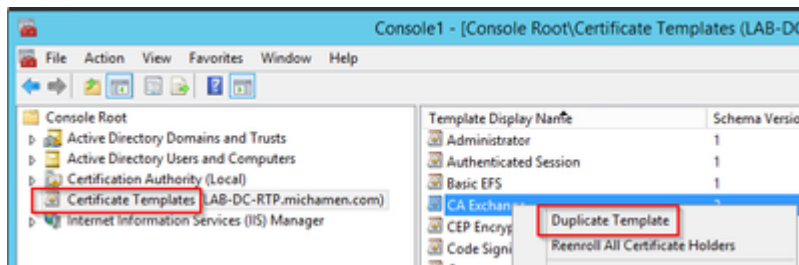 Console1 - [Console Root\Certificate Templates (LAB-DC
File Action View Favorites Window Help
Console Root
Active Directory Domains and Trusts
Active Directory Users and Computers
Certification Authority (Local)
Certificate Templates (LAB-DC-RTP.michamen.com)
Internet Information Services (IIS) Manager
Template Display Name Schema Versio
Administrator 1
Authenticated Session 1
Basic EFS 1
CA Exchan 2
CEP Encryp
Code Signi
Duplicate Template
Reenroll All Certificate Holders